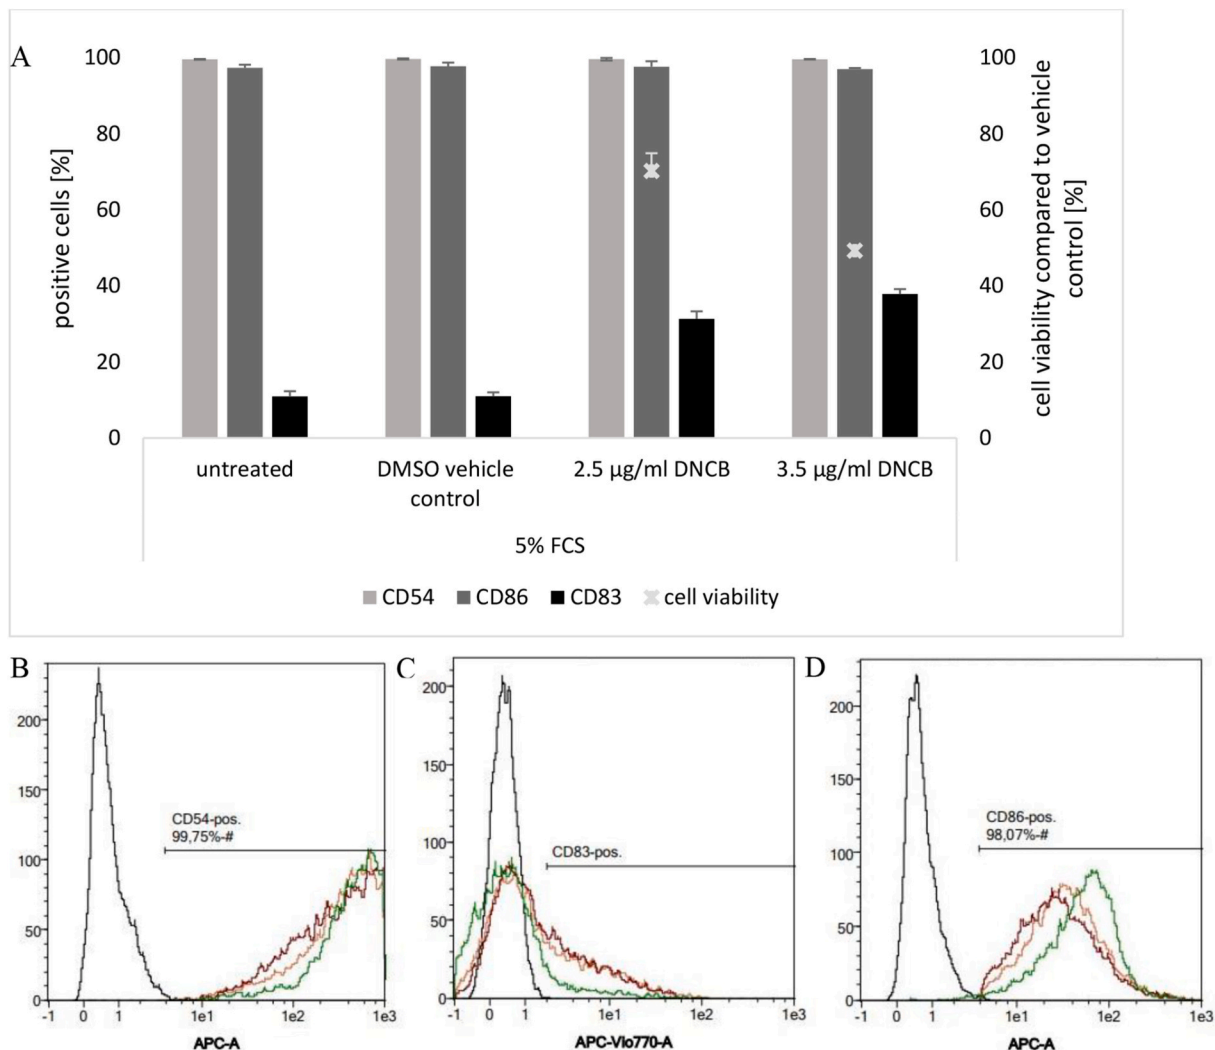 A
100
80
60
40
20
0
positive cells [%]
100
80
60
40
20
0
cell viability compared to vehicle
control [%]
untreated
DMSO vehicle
control
2.5 µg/ml DNCB
3.5 µg/ml DNCB
5% FCS
CD54 CD86 CD83 cell viability
B
200
150
100
50
0
CD54-pos.
99,75%-#
-1 0 1 1e1 1e2 1e3
APC-A
C
200
150
100
50
0
CD83-pos.
-1 0 1 1e1 1e2 1e3
APC-Vio770-A
D
200
150
100
50
0
CD86-pos.
98,07%-#
-1 0 1 1e1 1e2 1e3
APC-A